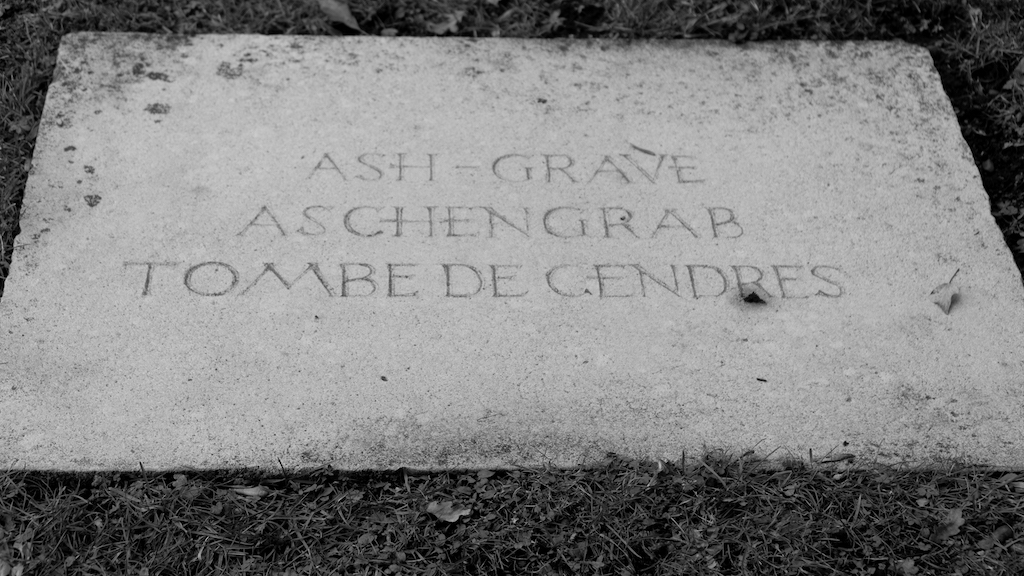 ASH-GRAVE
ASCHENGRAB
TOMBE DE CENDRES